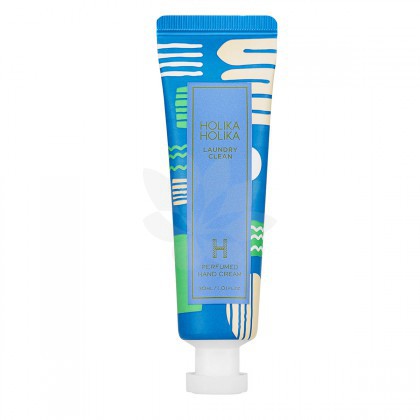 HOLIKA
HOLIKA
LAUNDRY
CLEAN
H
PERFUMED
HAND CREAM